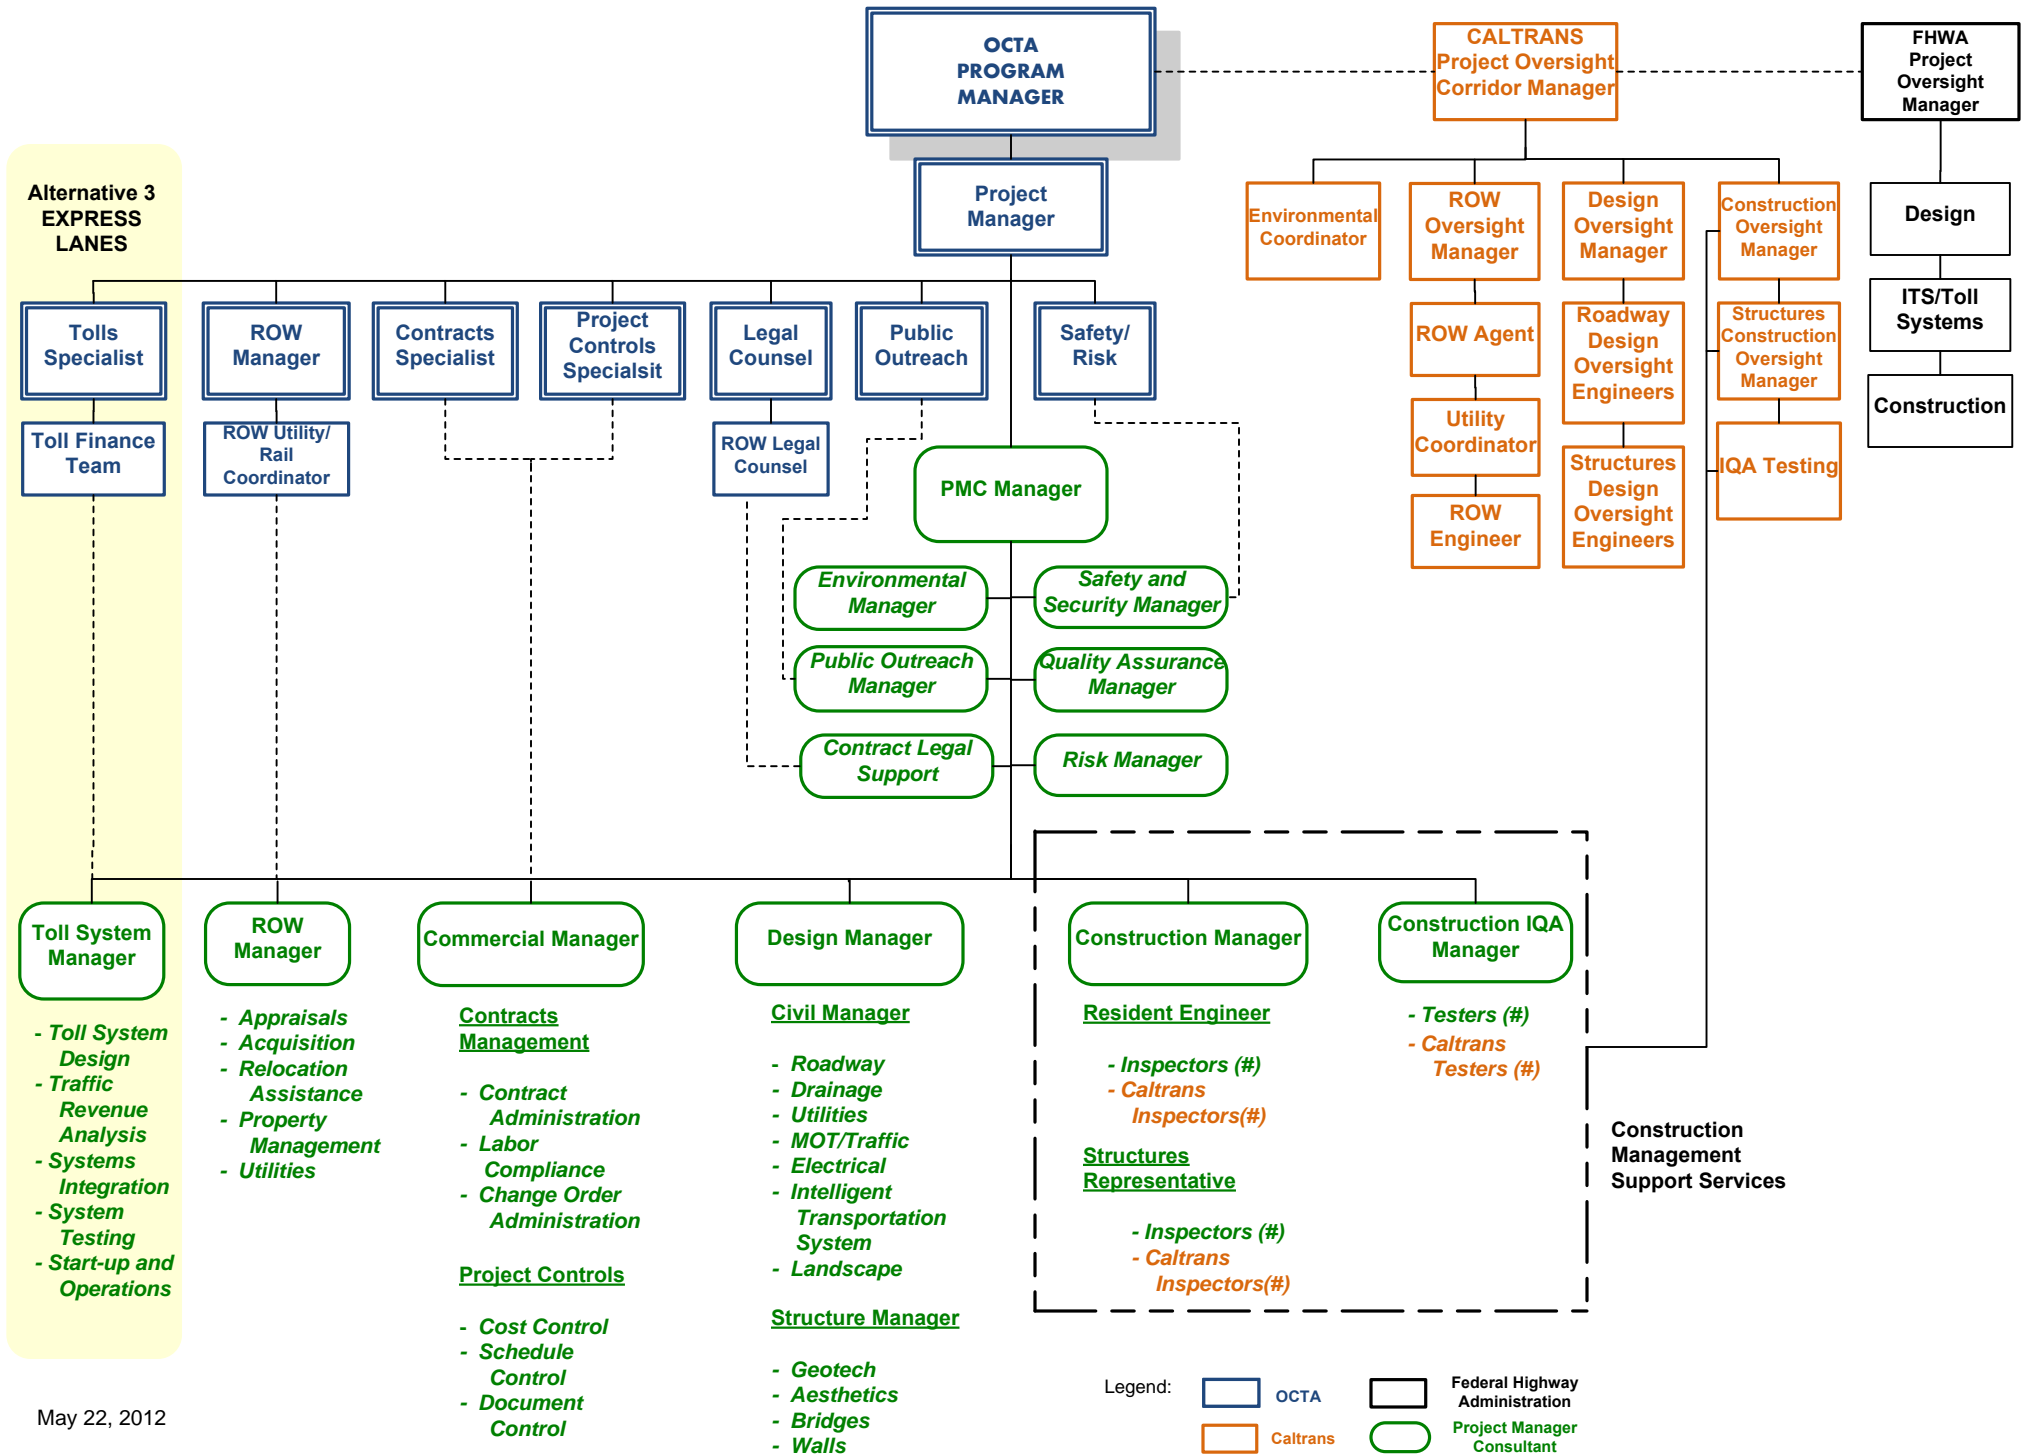 OCTA
PROGRAM
MANAGER
CALTRANS
Project Oversight
Corridor Manager
FHWA
Project
Oversight
Manager
Project
Manager
Environmental
Coordinator
ROW
Oversight
Manager
Design
Oversight
Manager
Construction
Oversight
Manager
Design
Alternative 3
EXPRESS
LANES
Tolls
Specialist
ROW
Manager
Contracts
Specialist
Project
Controls
Specialsit
Legal
Counsel
Public
Outreach
Safety/
Risk
ROW Agent
Roadway
Design
Oversight
Engineers
Structures
Construction
Oversight
Manager
ITS/Toll
Systems
Construction
Toll Finance
Team
ROW Utility/
Rail
Coordinator
ROW Legal
Counsel
PMC Manager
Utility
Coordinator
Structures
Design
Oversight
Engineers
IQA Testing
ROW
Engineer
Environmental
Manager
Safety and
Security Manager
Public Outreach
Manager
Quality Assurance
Manager
Contract Legal
Support
Risk Manager
Toll System
Manager
ROW
Manager
Commercial Manager
Design Manager
Construction Manager
Construction IQA
Manager
- Toll System
Design
- Traffic
Revenue
Analysis
- Systems
Integration
- System
Testing
- Start-up and
Operations
- Appraisals
- Acquisition
- Relocation
Assistance
- Property
Management
- Utilities
Contracts
Management
- Contract
Administration
- Labor
Compliance
- Change Order
Administration
Project Controls
- Cost Control
- Schedule
Control
- Document
Control
Civil Manager
- Roadway
- Drainage
- Utilities
- MOT/Traffic
- Electrical
- Intelligent
Transportation
System
- Landscape
Structure Manager
- Geotech
- Aesthetics
- Bridges
- Walls
Resident Engineer
- Inspectors (#)
- Caltrans
Inspectors(#)
Structures
Representative
- Inspectors (#)
- Caltrans
Inspectors(#)
- Testers (#)
- Caltrans
Testers (#)
Construction
Management
Support Services
May 22, 2012
Legend:
OCTA
Federal Highway
Administration
Caltrans
Project Manager
Consultant